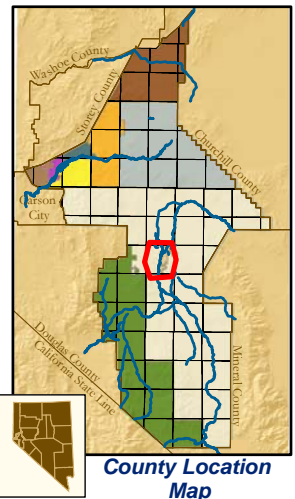 Washoe County
Storey County
Churchill County
Carson
City
Douglas County
California State Line
Mineral County
County Location
Map